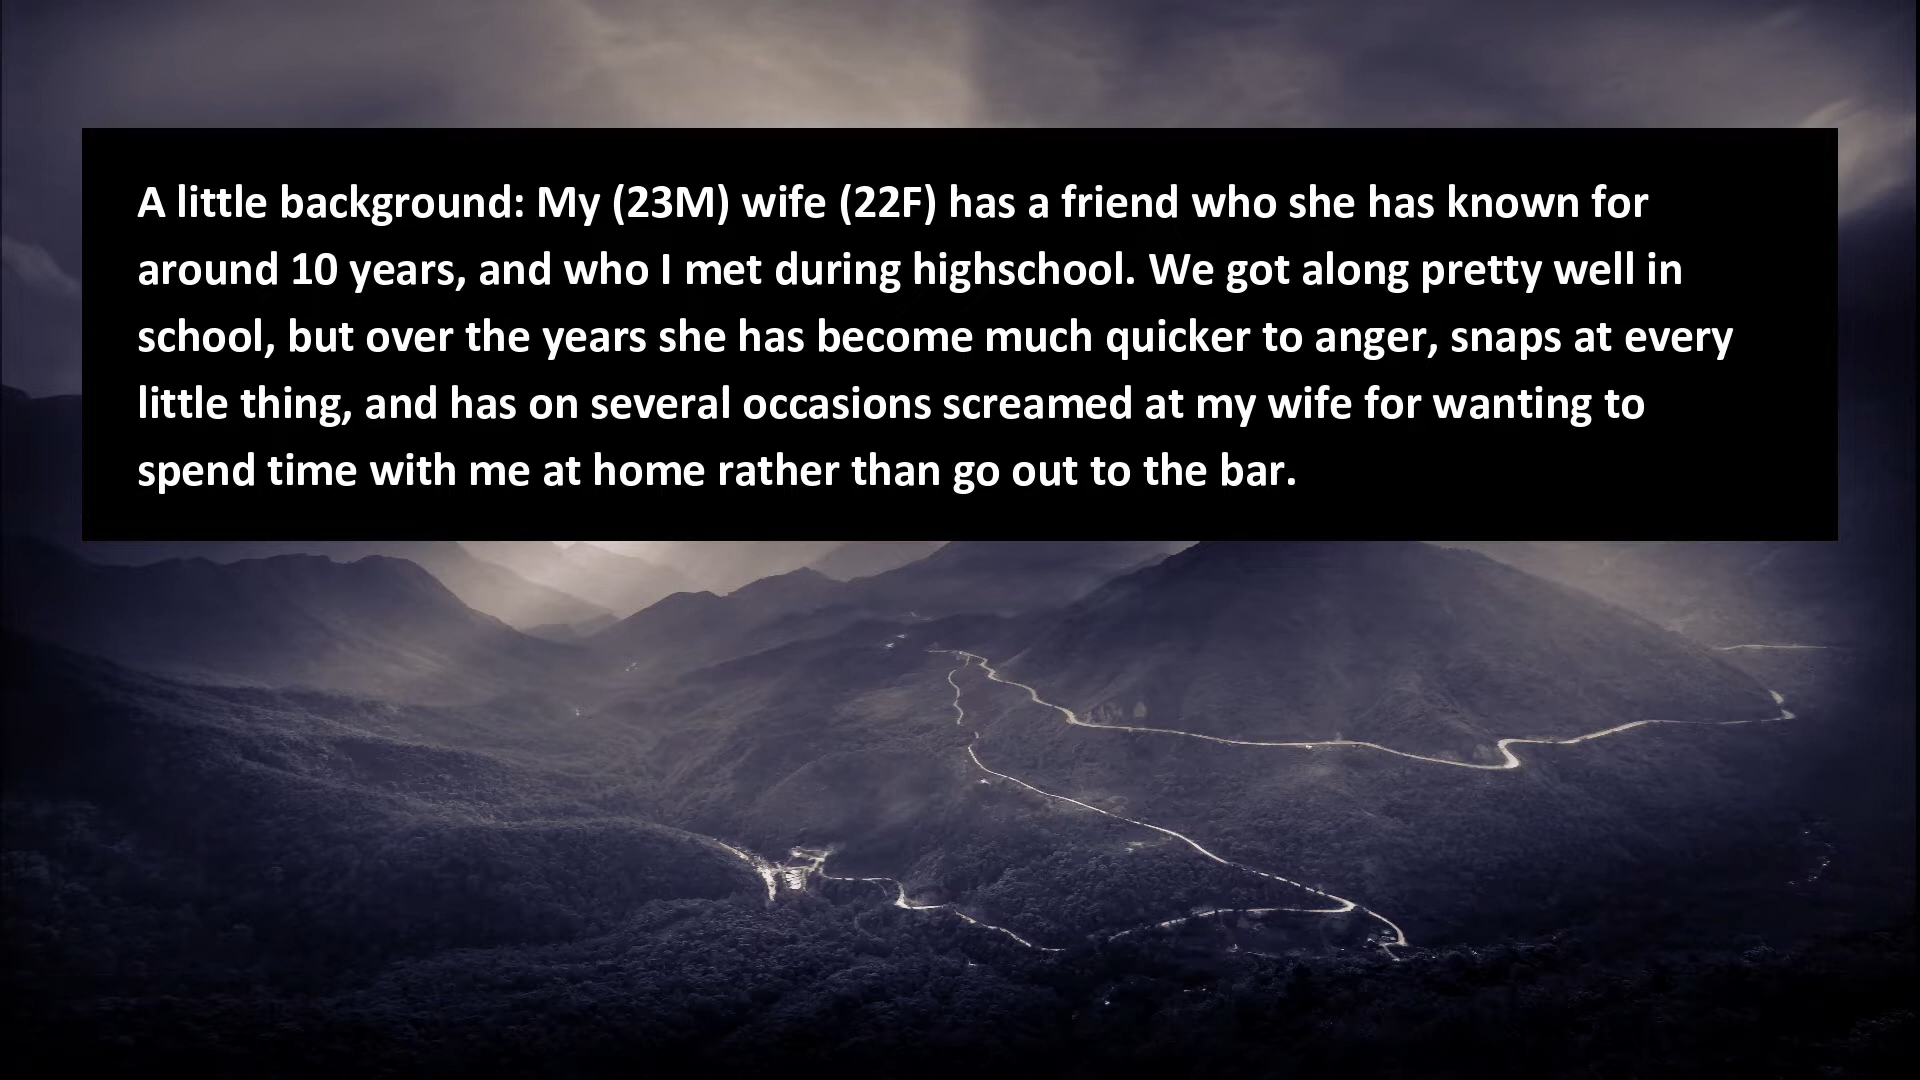 A little background: My (23M) wife (22F) has a friend who she has known for
around 10 years, and who I met during highschool. We got along pretty well in
school, but over the years she has become much quicker to anger, snaps at every
little thing, and has on several occasions screamed at my wife for wanting to
spend time with me at home rather than go out to the bar.